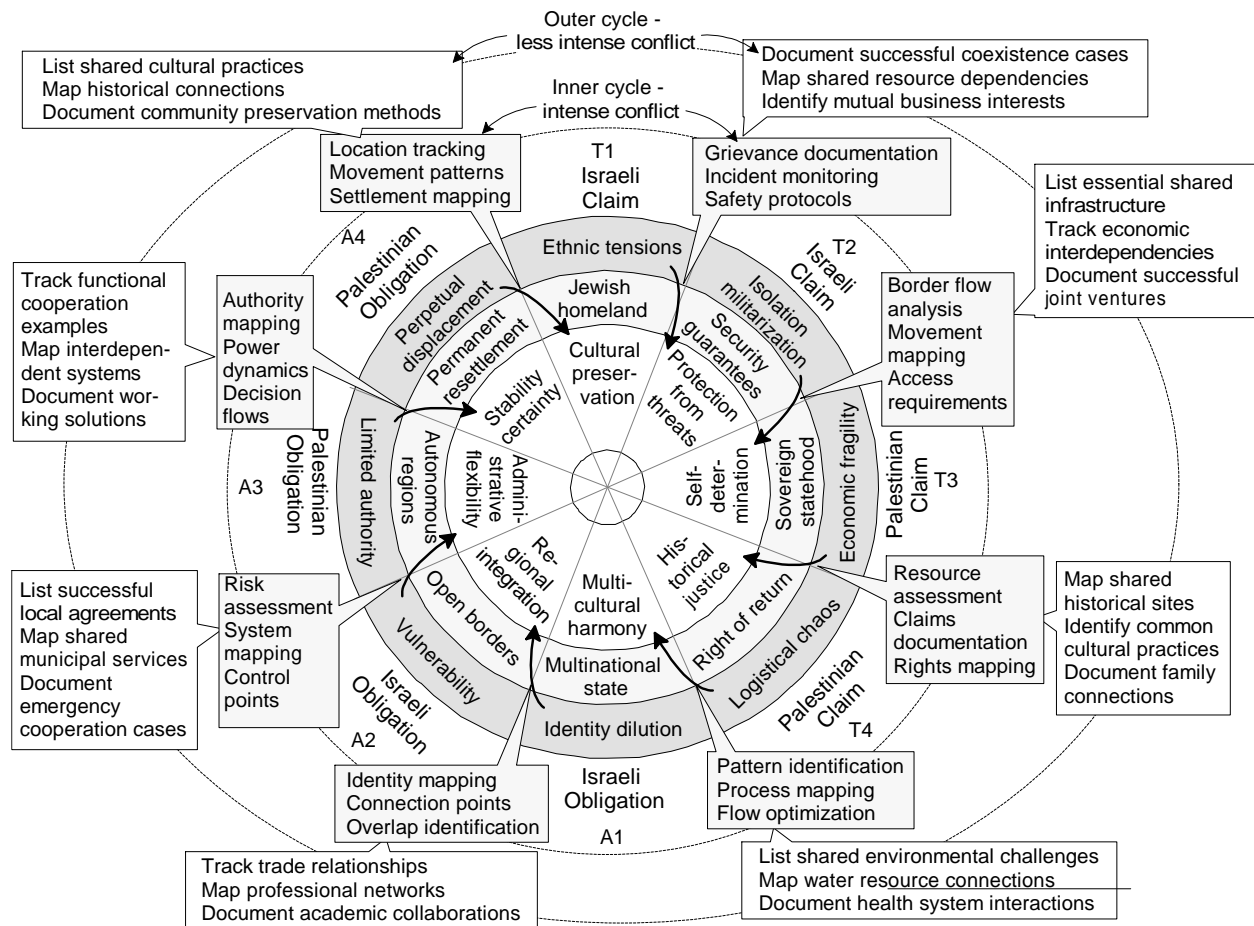 Outer cycle -
less intense conflict
List shared cultural practices
Map historical connections
Document community preservation methods
Document successful coexistence cases
Map shared resource dependencies
Identify mutual business interests
Inner cycle -
intense conflict
Location tracking
Movement patterns
Settlement mapping
T1
Israeli
Claim
Grievance documentation
Incident monitoring
Safety protocols
List essential shared
infrastructure
Track economic
interdependencies
Document successful
joint ventures
A4
Palestinian
Obligation
T2
Israeli
Claim
Track functional
cooperation
examples
Map interdepen-
dent systems
Document wor-
king solutions
Authority
mapping
Power
dynamics
Decision
flows
Border flow
analysis
Movement
mapping
Access
requirements
Ethnic tensions
Jewish
homeland
Cultural
preser-
vation
Isolation
militarization
Security
guarantees
Protection
from
threats
Perpetual
displacement
Permanent
resettlement
Stability
certainty
A3
Palestinian
Obligation
Limited authority
Autonomous
regions
Admini-
strative
flexibility
Self-
deter-
mination
Sovereign
statehood
Economic fragility
Palestinian
Claim
T3
List successful
local agreements
Map shared
municipal services
Document
emergency
cooperation cases
Risk
assessment
System
mapping
Control
points
Re-
gional
integration
Open borders
Vulnerability
A2
Israeli
Obligation
Multi-
cultural
harmony
Multinational
state
Identity dilution
Israeli
Obligation
A1
His-
torical
justice
Right of return
Logistical chaos
Palestinian
Claim
T4
Resource
assessment
Claims
documentation
Rights mapping
Map shared
historical sites
Identify common
cultural practices
Document family
connections
Identity mapping
Connection points
Overlap identification
Pattern identification
Process mapping
Flow optimization
Track trade relationships
Map professional networks
Document academic collaborations
List shared environmental challenges
Map water resource connections
Document health system interactions